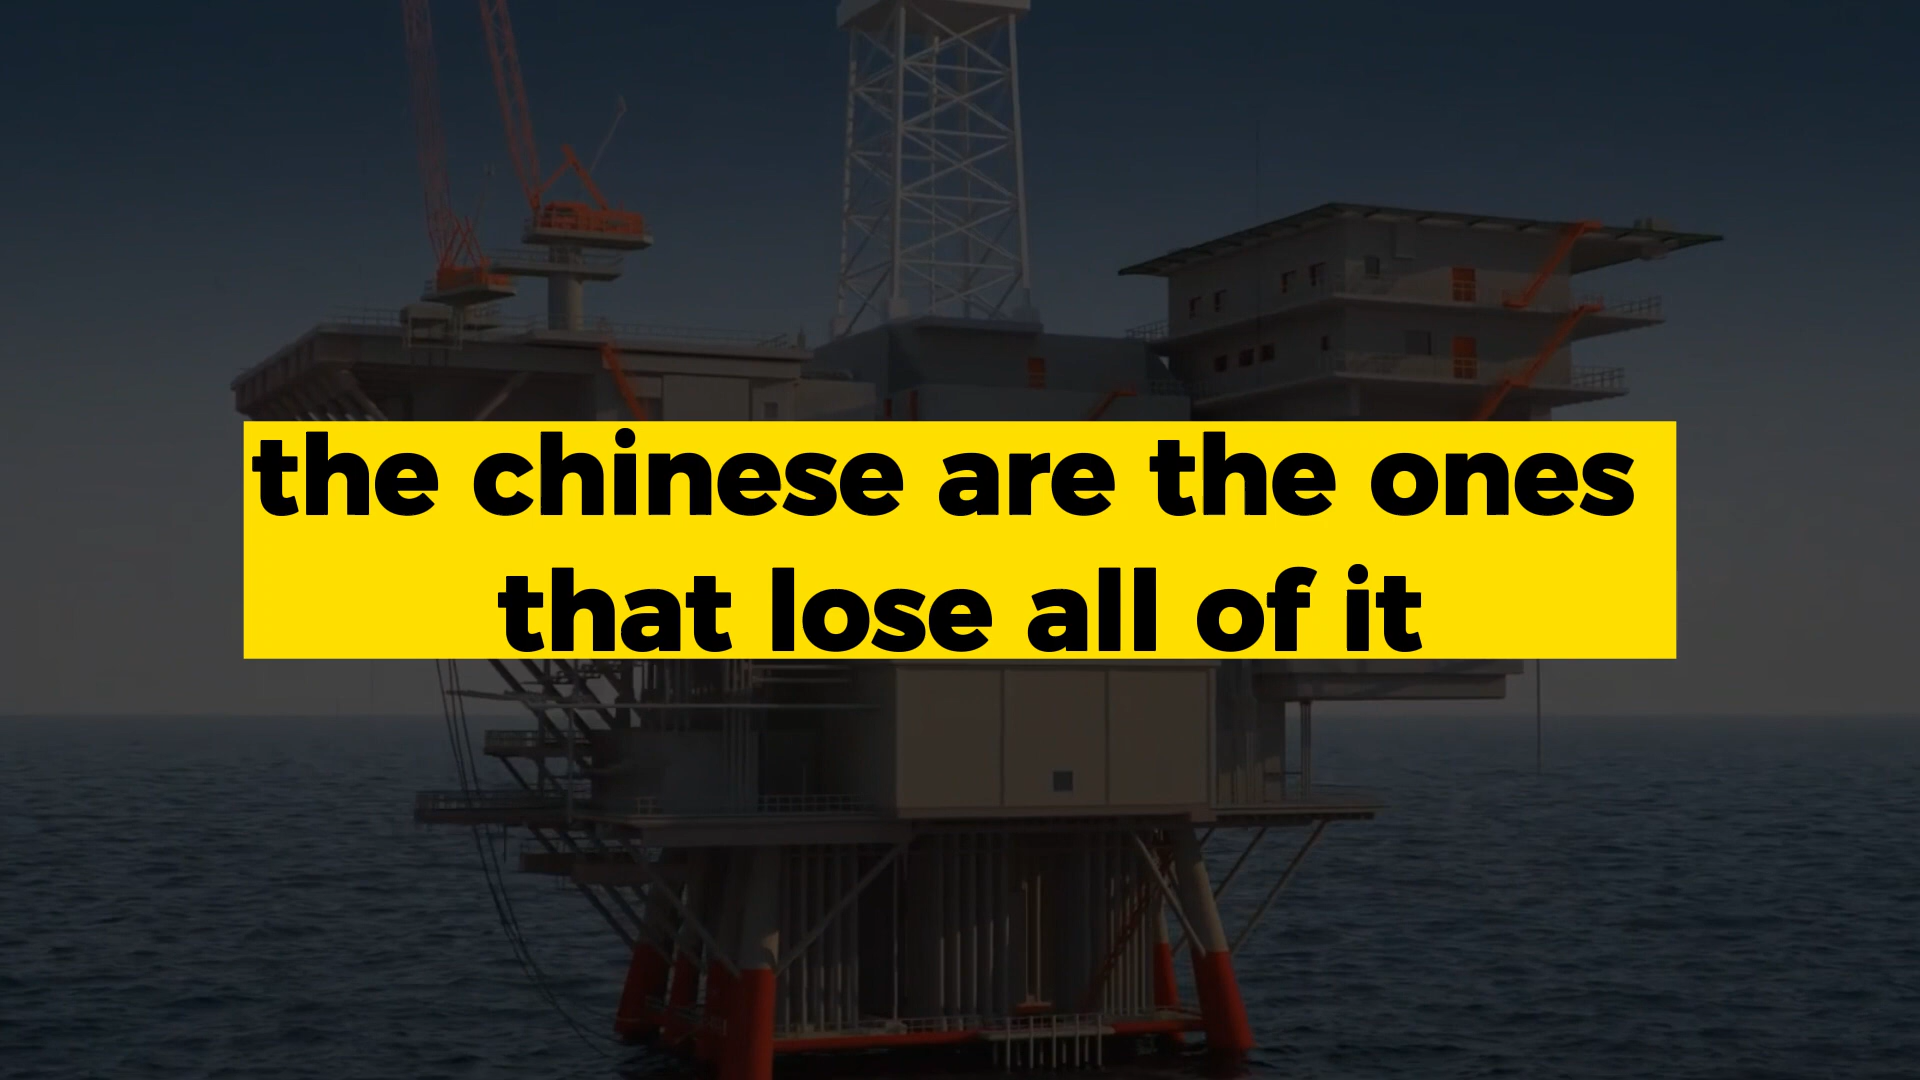 the chinese are the ones
that lose all of it